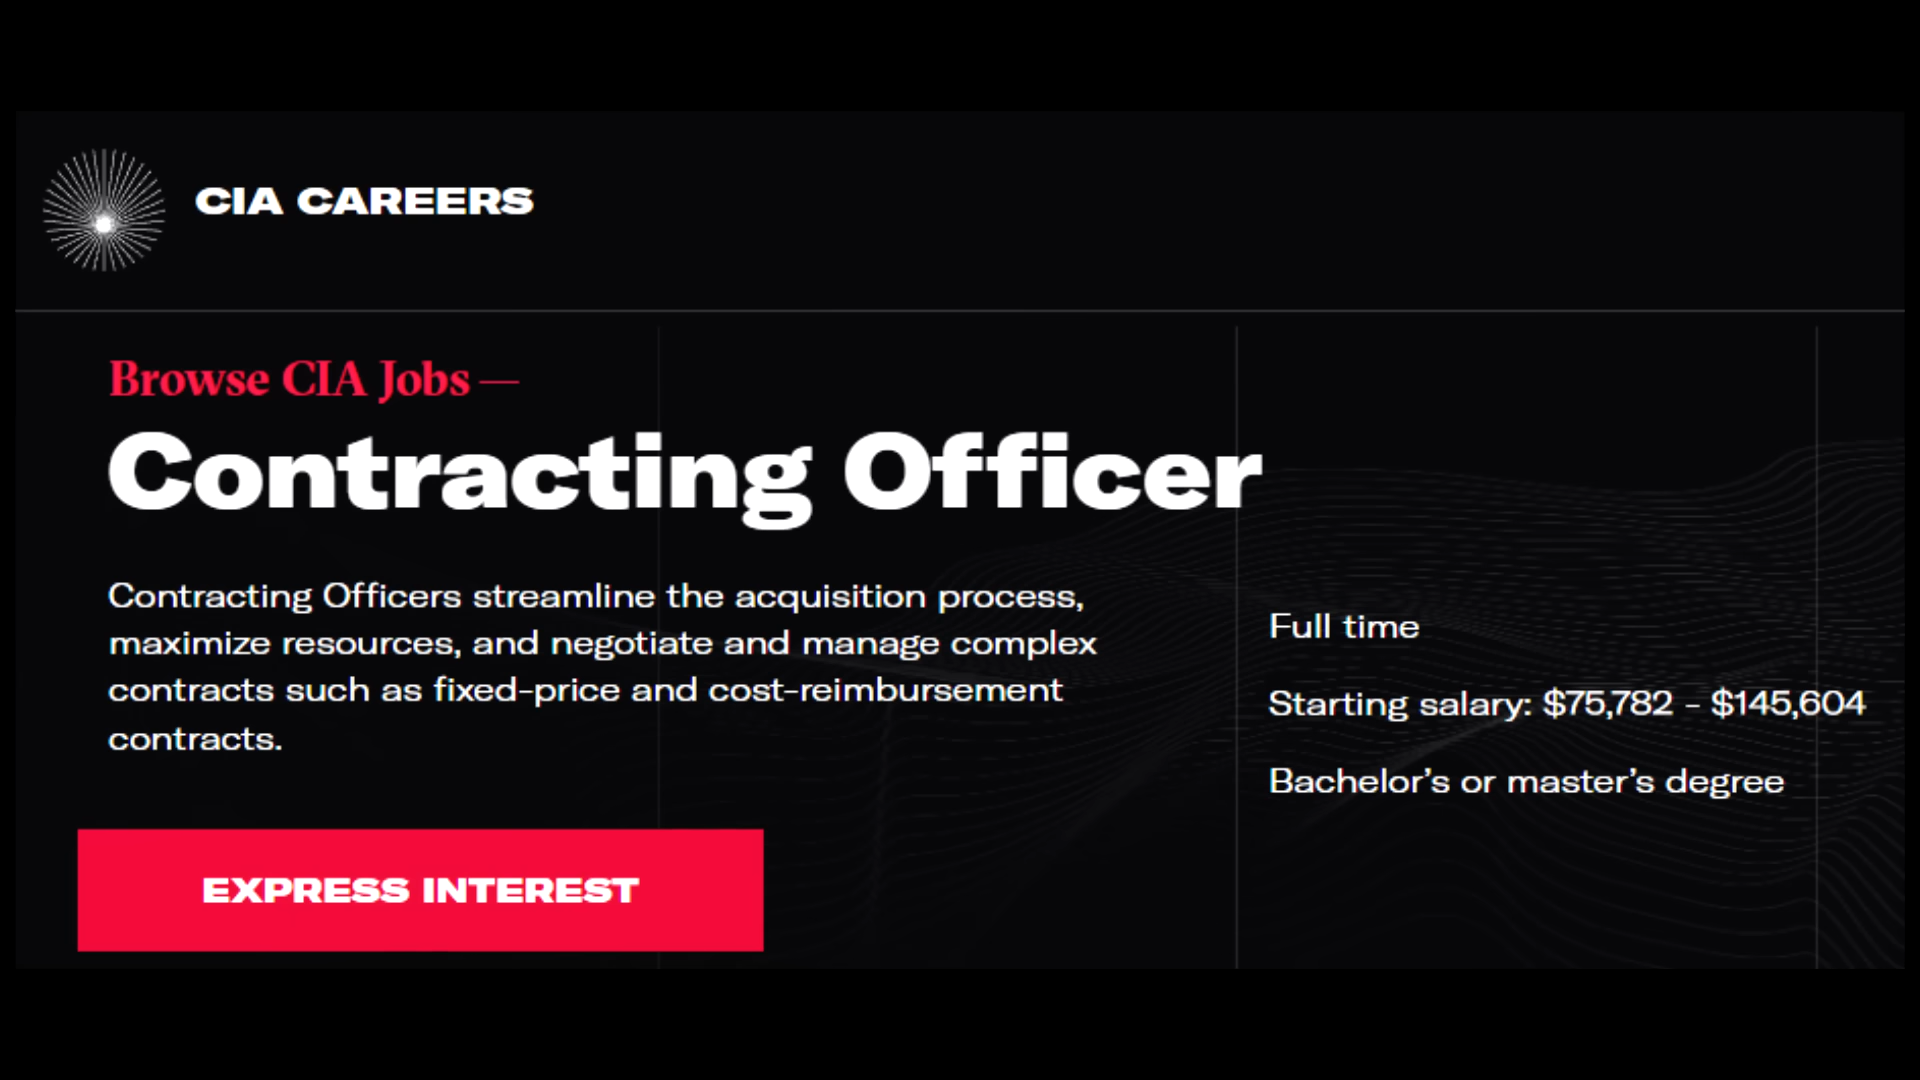 CIA CAREERS
Browse CIA Jobs —
Contracting Officer
Contracting Officers streamline the acquisition process,
maximize resources, and negotiate and manage complex
contracts such as fixed-price and cost-reimbursement
contracts.
Full time
Starting salary: $75,782 - $145,604
Bachelor’s or master’s degree
EXPRESS INTEREST